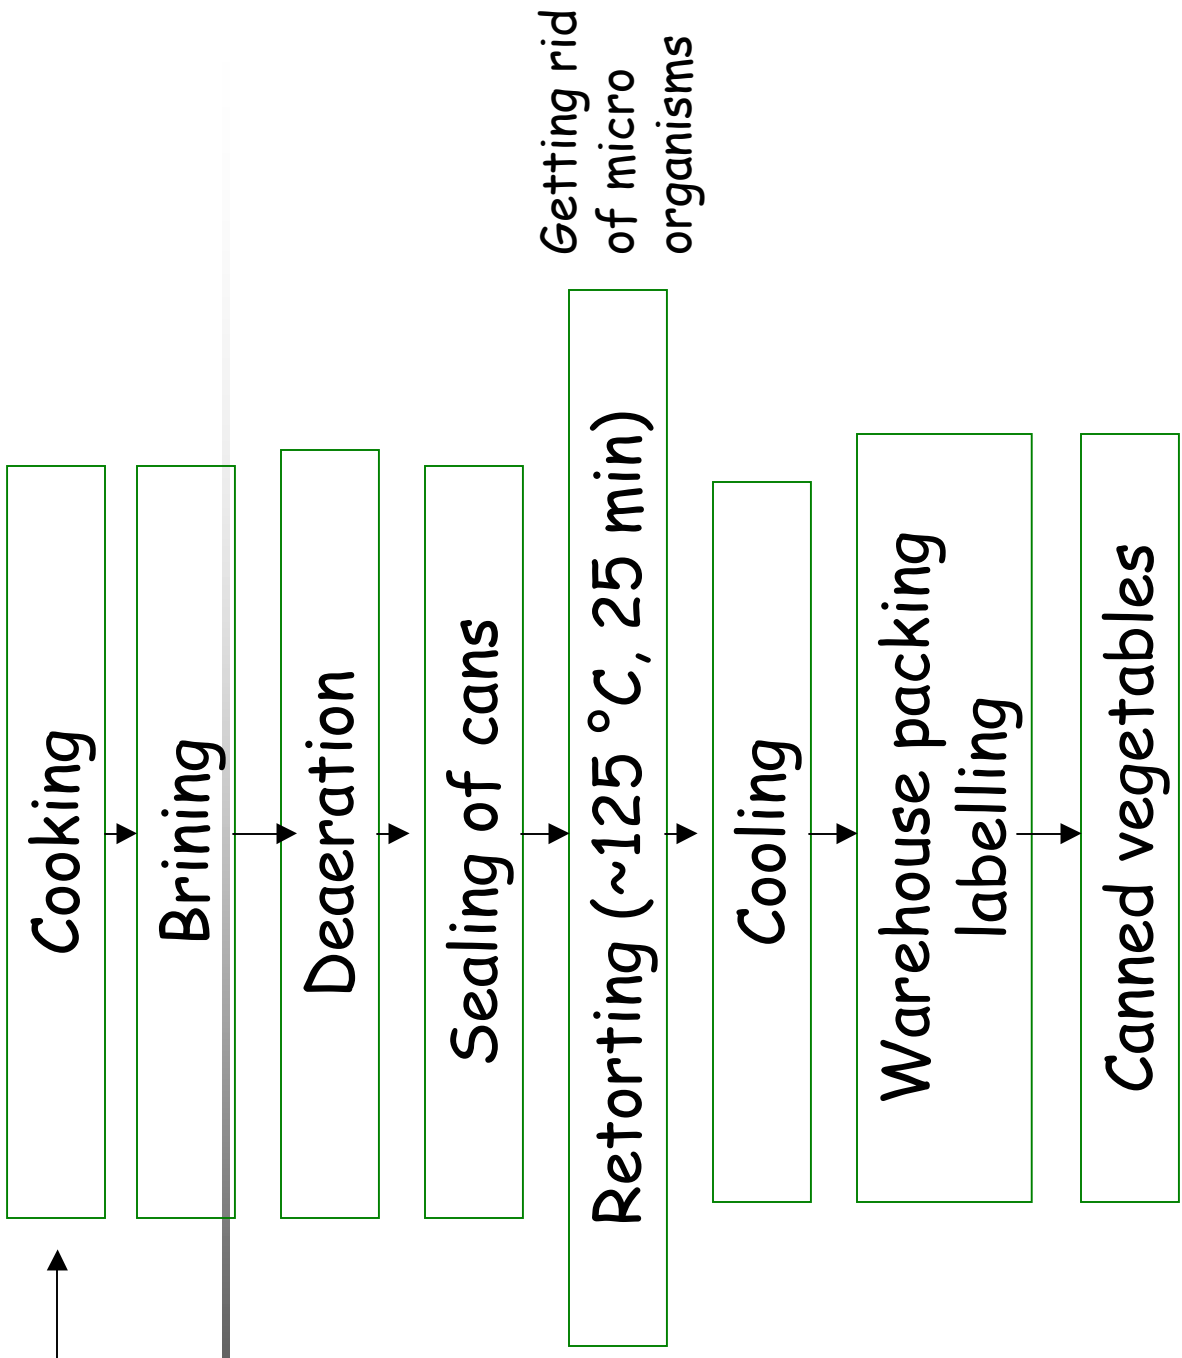 Cooking
Brining
Deaeration
Sealing of cans
Retorting (~125 °C, 25 min)
Getting rid
of micro
organisms
Cooling
Warehouse packing
labelling
Canned vegetables